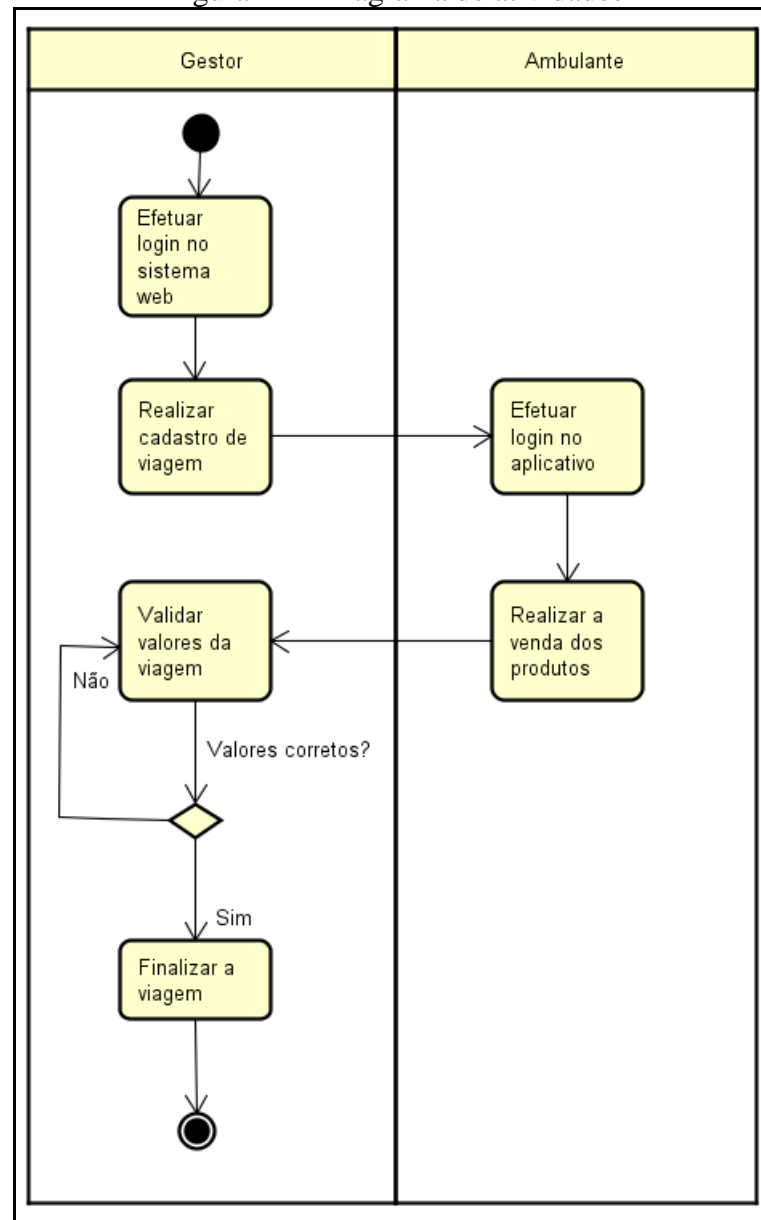 Gestor
Ambulante
Efetuar
login no
sistema
web
Realizar
cadastro de
viagem
Efetuar
login no
aplicativo
Validar
valores da
viagem
Realizar a
venda dos
produtos
Não
Valores corretos?
Sim
Finalizar a
viagem